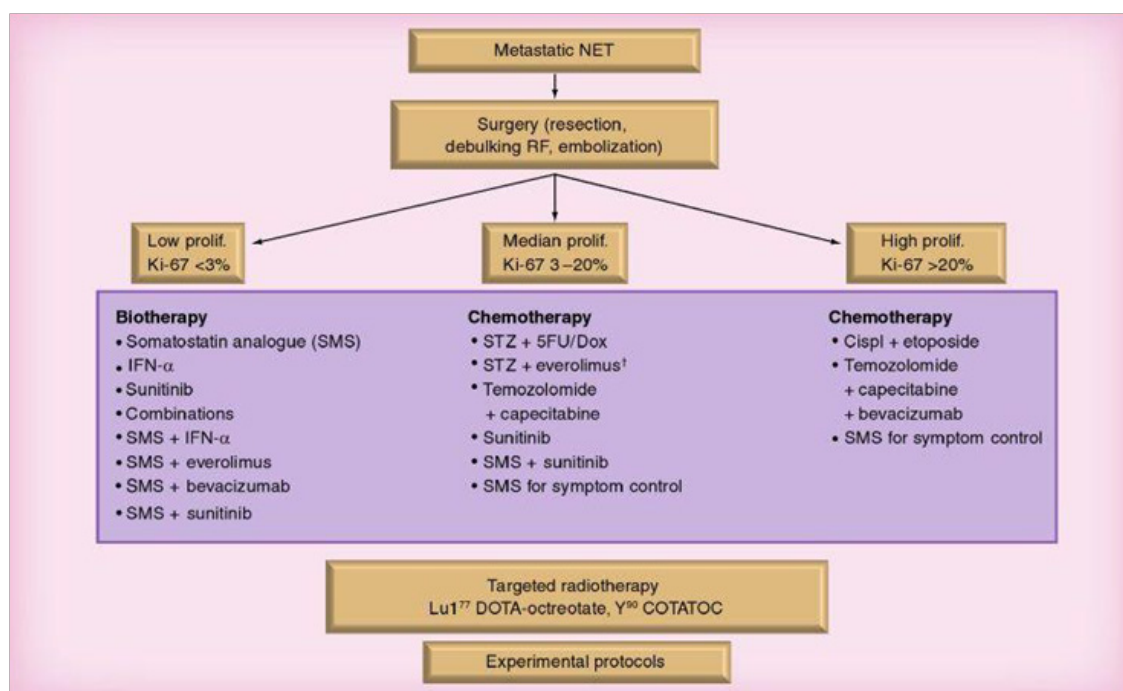 Metastatic NET
Surgery (resection,
debulking RF, embolization)
Low prolif.
Ki-67 <3%
Median prolif.
Ki-67 3–20%
High prolif.
Ki-67 >20%
Biotherapy
• Somatostatin analogue (SMS)
• IFN-α
• Sunitinib
• Combinations
• SMS + IFN-α
• SMS + everolimus
• SMS + bevacizumab
• SMS + sunitinib
Chemotherapy
• STZ + 5FU/Dox
• STZ + everolimus†
• Temozolomide
+ capecitabine
• Sunitinib
• SMS + sunitinib
• SMS for symptom control
Chemotherapy
• Cispl + etoposide
• Temozolomide
+ capecitabine
+ bevacizumab
• SMS for symptom control
Targeted radiotherapy
Lu1⁷⁷ DOTA-octreotate, Y⁹⁰ COTATOC
Experimental protocols